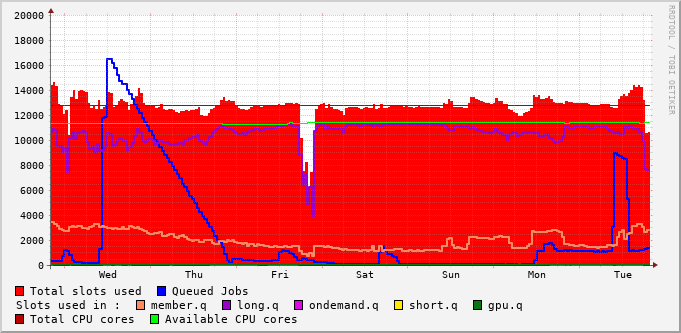 20000
18000
16000
14000
12000
10000
8000
6000
4000
2000
0
Wed Thu Fri Sat Sun Mon Tue
RRDTOOL / TOBI OETIKER
Total slots used Queued Jobs
Slots used in : member.q long.q ondemand.q short.q gpu.q
Total CPU cores Available CPU cores